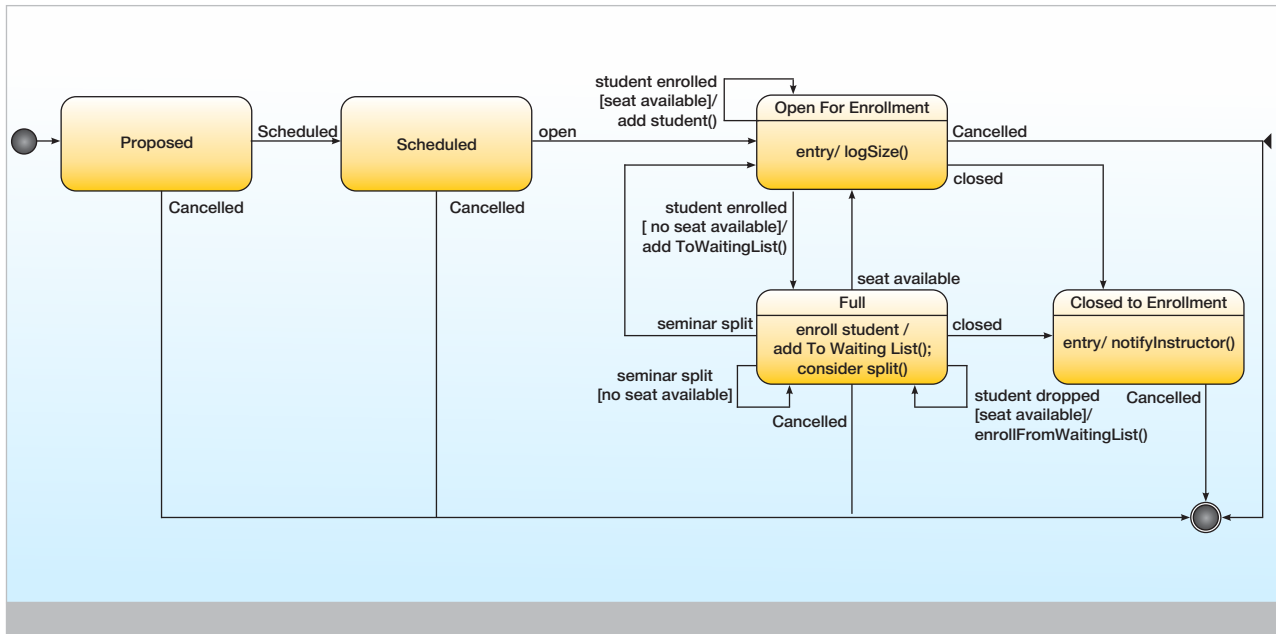 Proposed
Scheduled
Cancelled
Scheduled
Cancelled
open
student enrolled
[seat available]/
add student()
Open For Enrollment
entry/ logSize()
Cancelled
closed
student enrolled
[ no seat available]/
add ToWaitingList()
seat available
seminar split
Full
enroll student /
add To Waiting List();
consider split()
closed
Closed to Enrollment
entry/ notifyInstructor()
seminar split
[no seat available]
Cancelled
student dropped
[seat available]/
enrollFromWaitingList()
Cancelled